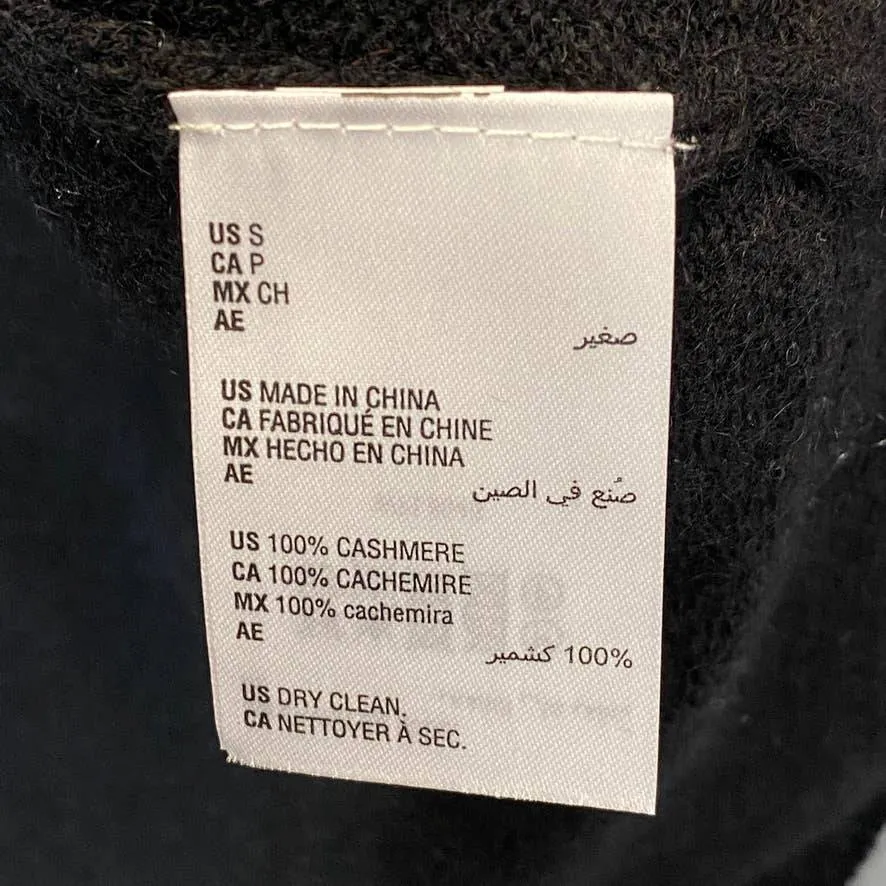 US S
CA P
MX CH
AE
صغير
US MADE IN CHINA
CA FABRIQUÉ EN CHINE
MX HECHO EN CHINA
AE
صُنع في الصين
US 100% CASHMERE
CA 100% CACHEMIRE
MX 100% cachemira
AE
100% كشمير
US DRY CLEAN.
CA NETTOYER À SEC.